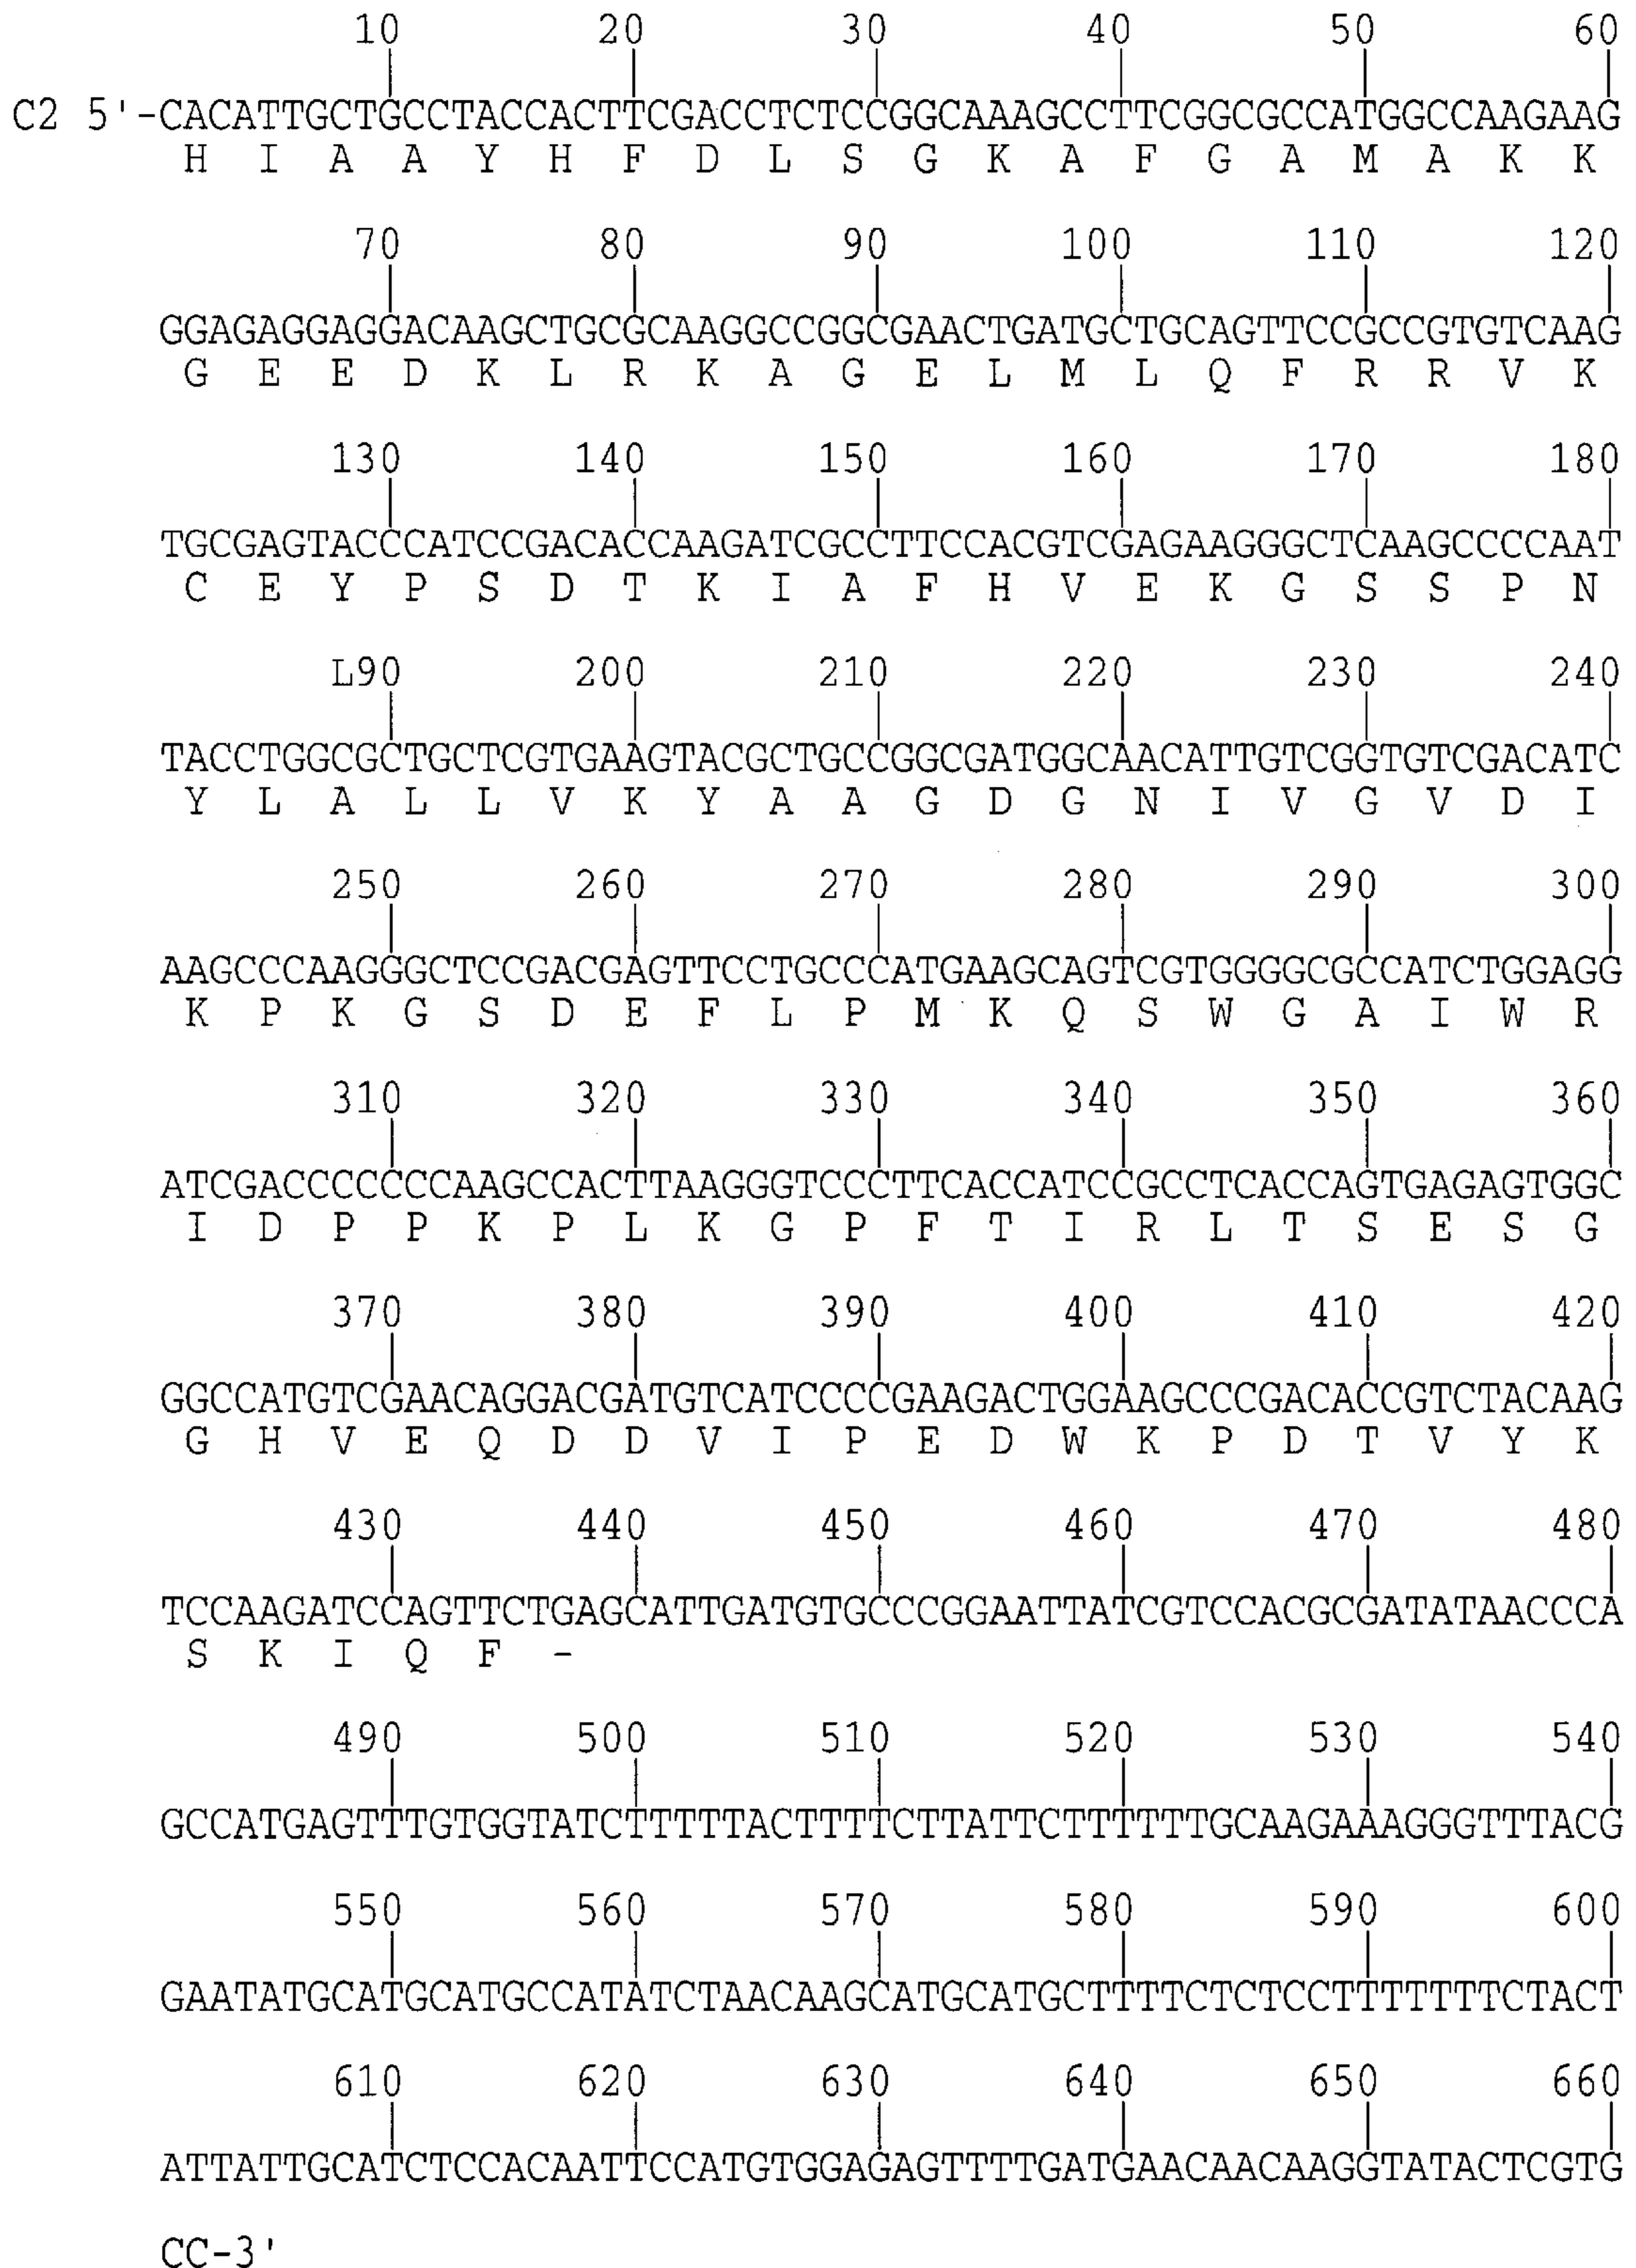 10 20 30 40 50 60
C2 5'-CACATTGCTGCCTACCACTTCGACCTCTCCGGCAAAGCCTTCGGCGCCATGGCCAAGAAG
H I A A Y H F D L S G K A F G A M A K K
70 80 90 100 110 120
GGAGAGGAGGACAAGCTGCGCAAGGCCGGCGAACTGATGCTGCAGTTCCGCCGTGTCAAG
G E E D K L R K A G E L M L Q F R R V K
130 140 150 160 170 180
TGCGAGTACCCATCCGACACCAAGATCGCCTTCCACGTCGAGAAGGGCTCAAGCCCCAAT
C E Y P S D T K I A F H V E K G S S P N
L90 200 210 220 230 240
TACCTGGCGCTGCTCGTGAAGTACGCTGCCGGCGATGGCAACATTGTCGGTGTCGACATC
Y L A L L V K Y A A G D G N I V G V D I
250 260 270 280 290 300
AAGCCCAAGGGCTCCGACGAGTTCCTGCCCATGAAGCAGTCGTGGGGCGCCATCTGGAGG
K P K G S D E F L P M K Q S W G A I W R
310 320 330 340 350 360
ATCGACCCCCCCAAGCCACTTAAGGGTCCCTTCACCATCCGCCTCACCAGTGAGAGTGGC
I D P P K P L K G P F T I R L T S E S G
370 380 390 400 410 420
GGCCATGTCGAACAGGACGATGTCATCCCCGAAGACTGGAAGCCCGACACCGTCTACAAG
G H V E Q D D V I P E D W K P D T V Y K
430 440 450 460 470 480
TCCAAGATCCAGTTCTGAGCATTGATGTGCCCGGAATTATCGTCCACGCGATATAACCCA
S K I Q F -
490 500 510 520 530 540
GCCATGAGTTTGTGGTATCTTTTTACTTTTCTTATTCTTTTTTGCAAGAAAGGGTTTACG
550 560 570 580 590 600
GAATATGCATGCATGCCATATCTAACAAGCATGCATGCTTTTCTCTCCTTTTTTTCTACT
610 620 630 640 650 660
ATTATTGCATCTCCACAATTCCATGTGGAGAGTTTTGATGAACAACAAGGTATACTCGTG
CC-3'